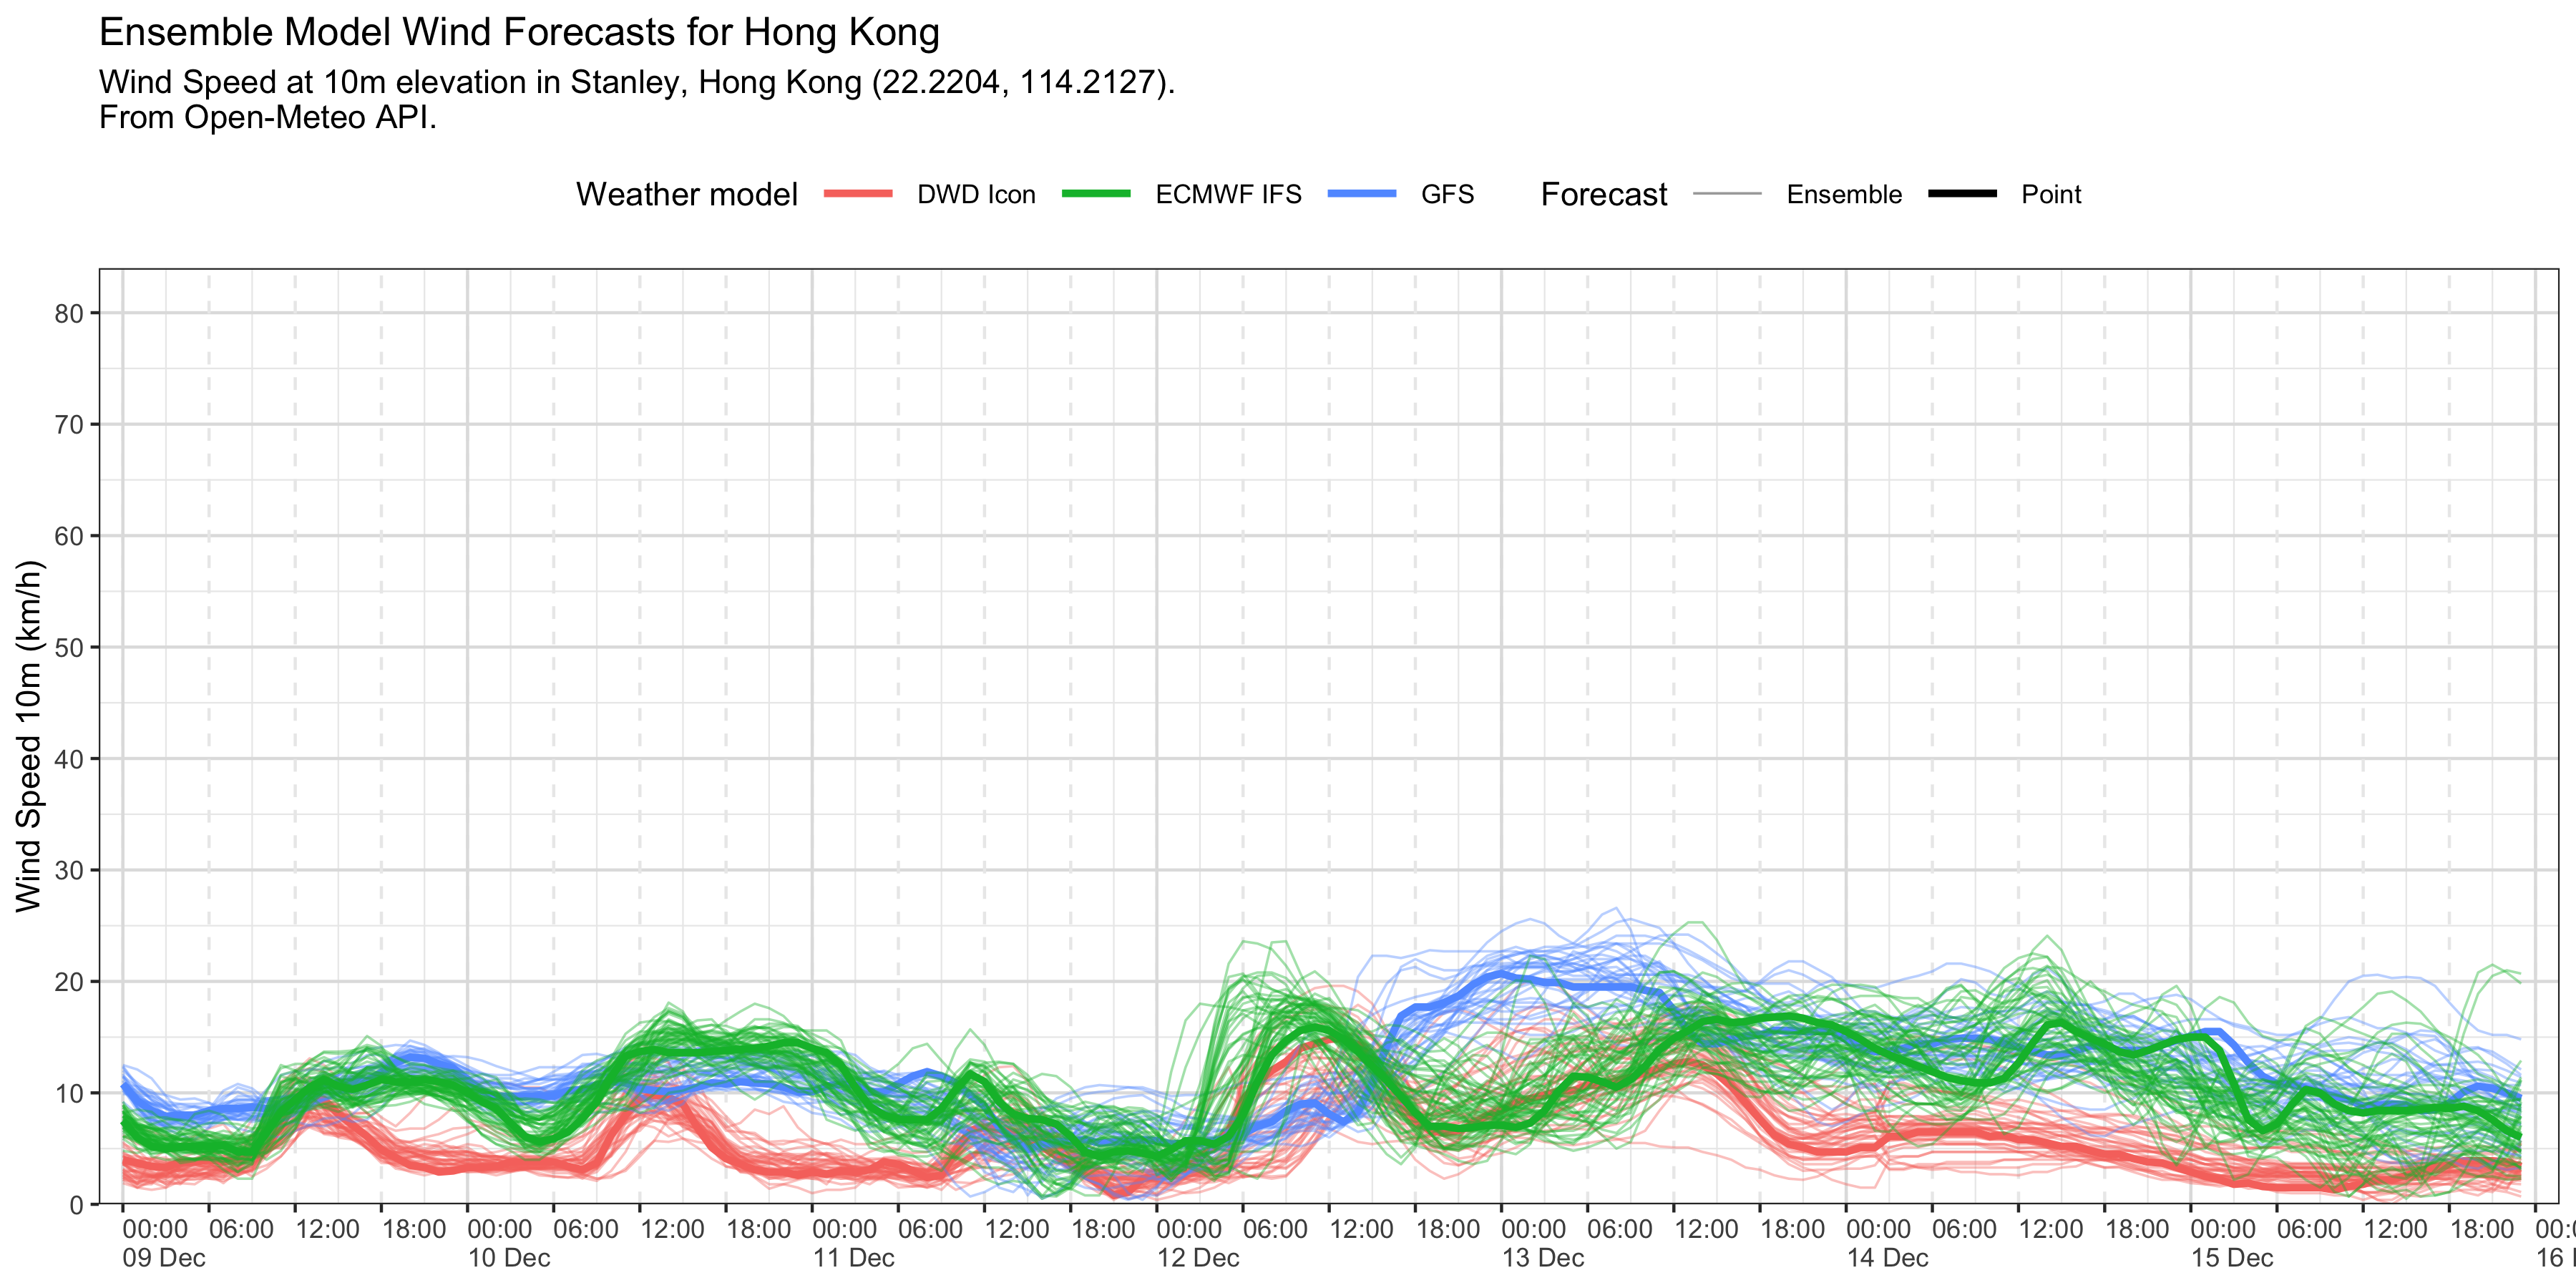 Ensemble Model Wind Forecasts for Hong Kong
Wind Speed at 10m elevation in Stanley, Hong Kong (22.2204, 114.2127).
From Open-Meteo API.
Weather model DWD Icon ECMWF IFS GFS Forecast Ensemble Point
Wind Speed 10m (km/h)
80
70
60
50
40
30
20
10
0
00:00 06:00 12:00 18:00 00:00 06:00 12:00 18:00 00:00 06:00 12:00 18:00 00:00 06:00 12:00 18:00 00:00 06:00 12:00 18:00 00:00 06:00 12:00 18:00 00:00 06:00 12:00 18:00
09 Dec 10 Dec 11 Dec 12 Dec 13 Dec 14 Dec 15 Dec 16